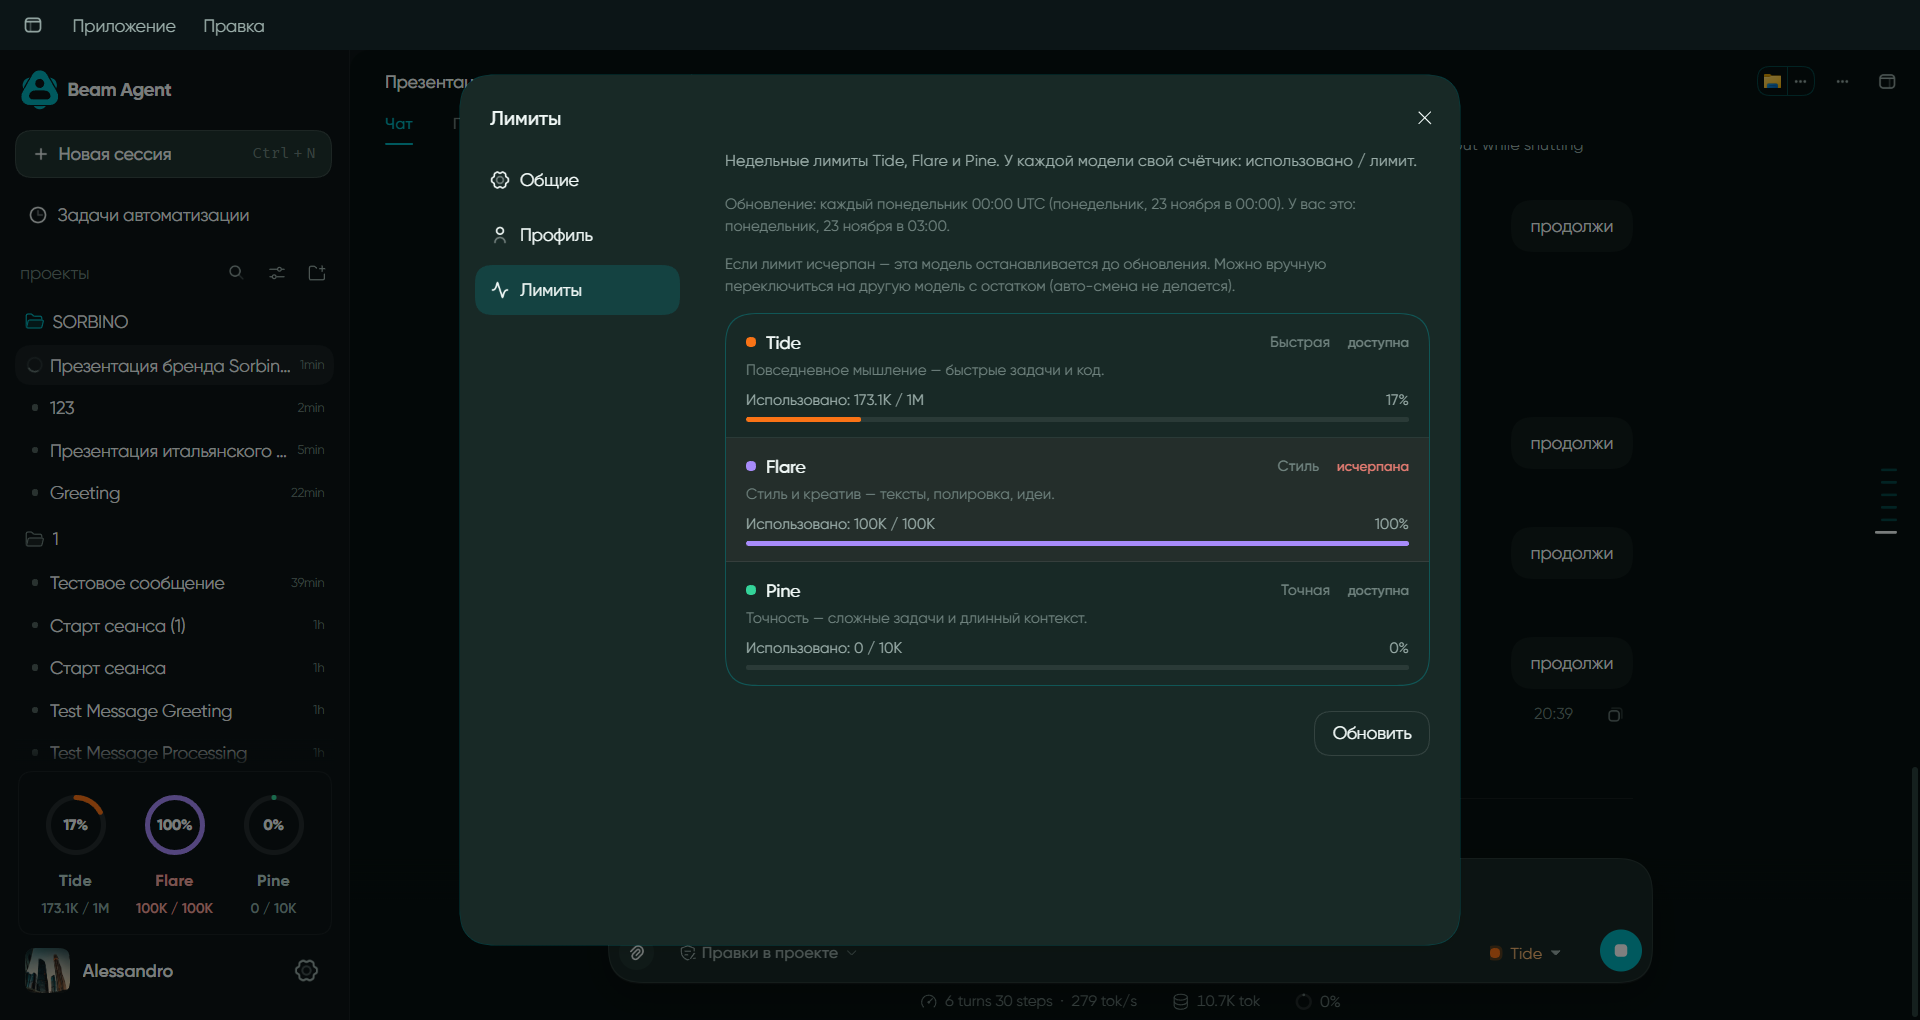 Приложение
Правка
Beam Agent
Новая сессия
Ctrl + N
Задачи автоматизации
проекты
SORBINO
Презентация бренда Sorbin...
1min
123
2min
Презентация итальянского ...
5min
Greeting
22min
1
Тестовое сообщение
39min
Старт сеанса (1)
1h
Старт сеанса
1h
Test Message Greeting
1h
Test Message Processing
1h
17%
100%
0%
Tide
Flare
Pine
173.1K / 1M
100K / 100K
0 / 10K
Alessandro
Чат
Лимиты
Общие
Профиль
Лимиты
Недельные лимиты Tide, Flare и Pine. У каждой модели свой счётчик: использовано / лимит.
Обновление: каждый понедельник 00:00 UTC (понедельник, 23 ноября в 00:00). У вас это:
понедельник, 23 ноября в 03:00.
Если лимит исчерпан — эта модель останавливается до обновления. Можно вручную
переключиться на другую модель с остатком (авто-смена не делается).
Tide
Быстрая
доступна
Повседневное мышление — быстрые задачи и код.
Использовано: 173.1K / 1M
17%
Flare
Стиль
исчерпана
Стиль и креатив — тексты, полировка, идеи.
Использовано: 100K / 100K
100%
Pine
Точная
доступна
Точность — сложные задачи и длинный контекст.
Использовано: 0 / 10K
0%
Обновить
while shutting
продолжи
продолжи
продолжи
продолжи
20:39
Правки в проекте
Tide
6 turns 30 steps · 279 tok/s
10.7K tok
0%